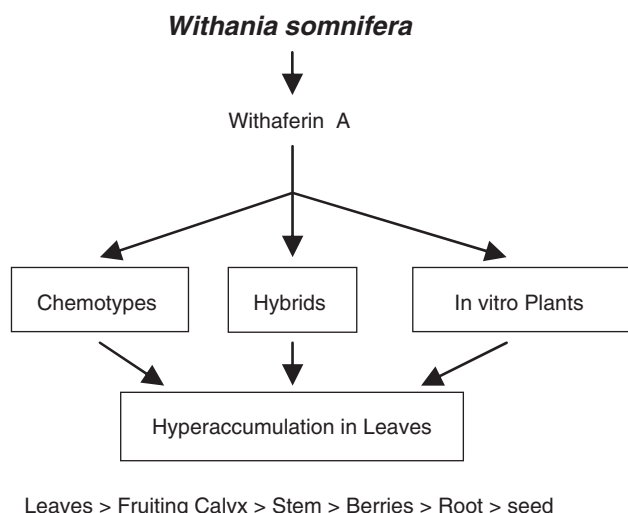 Withania somnifera
Withaferin A
Chemotypes
Hybrids
In vitro Plants
Hyperaccumulation in Leaves
Leaves > Fruiting Calyx > Stem > Berries > Root > seed